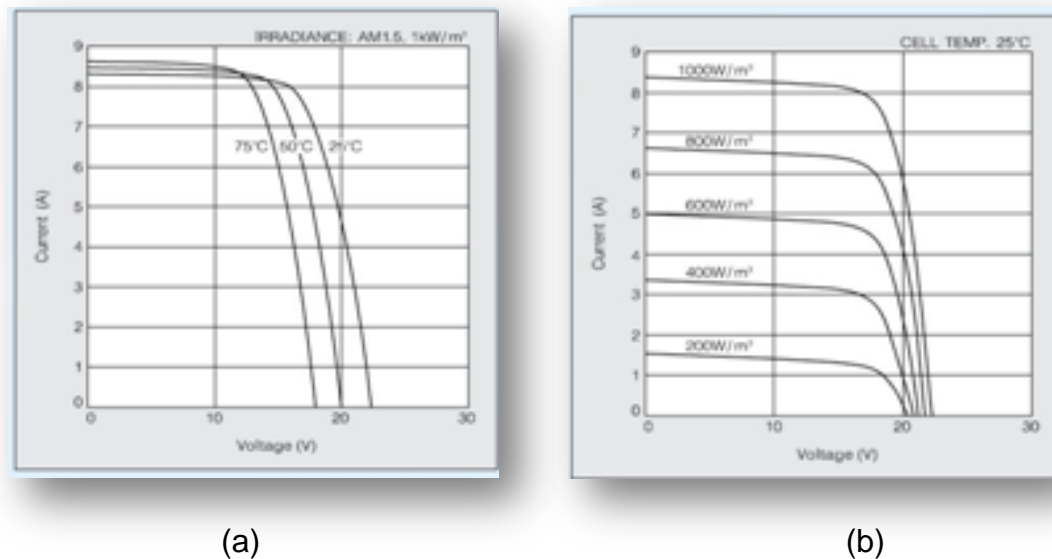 IRRADIANCE: AM1.5, 1kW/m²
9
8
7
6
5
4
3
2
1
0
Current (A)
75°C
50°C
25°C
0
10
20
30
Voltage (V)
(a)
CELL TEMP. 25°C
9
8
7
6
5
4
3
2
1
0
Current (A)
1000W/m²
800W/m²
600W/m²
400W/m²
200W/m²
0
10
20
30
Voltage (V)
(b)